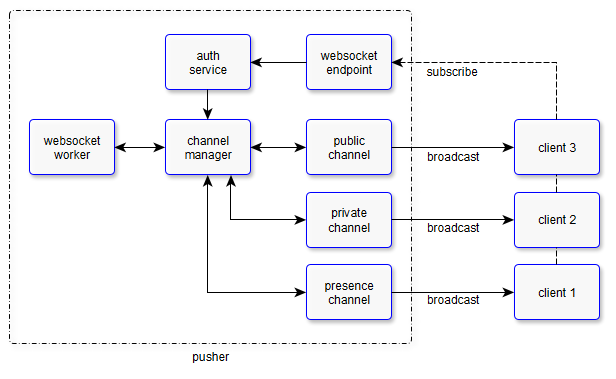 auth
service
websocket
endpoint
subscribe
websocket
worker
channel
manager
public
channel
broadcast
client 3
private
channel
broadcast
client 2
presence
channel
broadcast
client 1
pusher